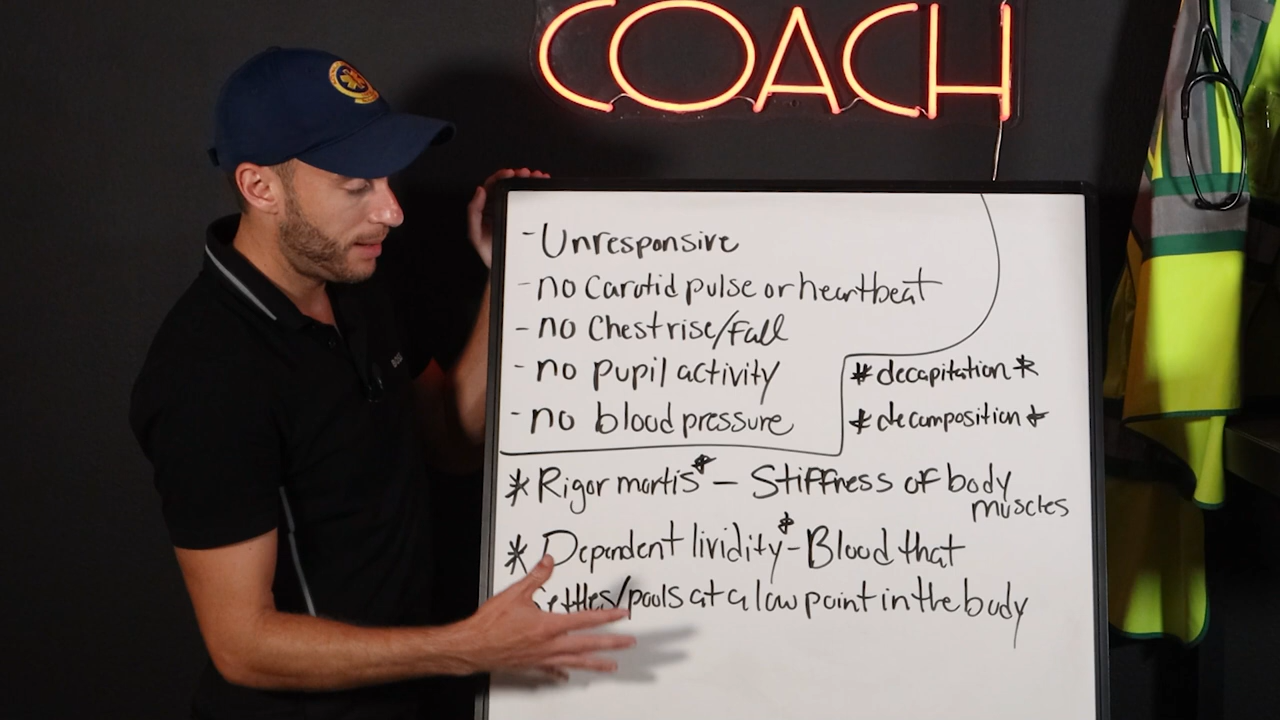 COACH
- Unresponsive
- no Carotid pulse or heartbeat
- no Chest rise/Fall
- no pupil activity
- no blood pressure
* decapitation *
* decomposition *
* Rigor mortis* - Stiffness of body
muscles
* Dependent lividity* - Blood that
Settles/pools at a low point in the body